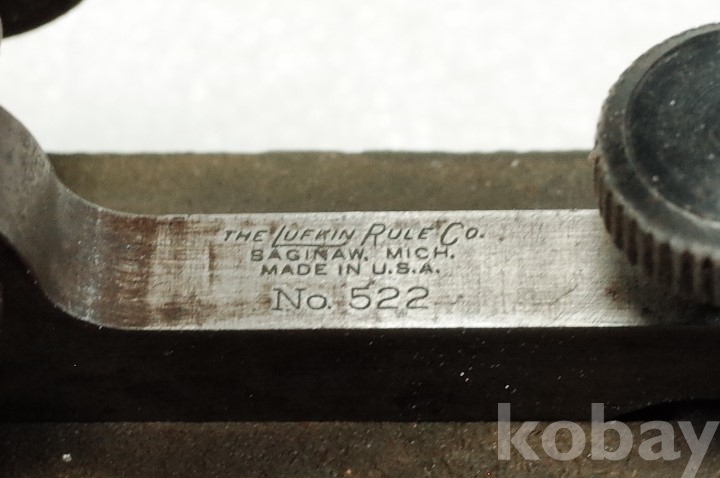 THE LUFKIN RULE CO.
SAGINAW, MICH.
MADE IN U.S.A.
No. 522
kobay